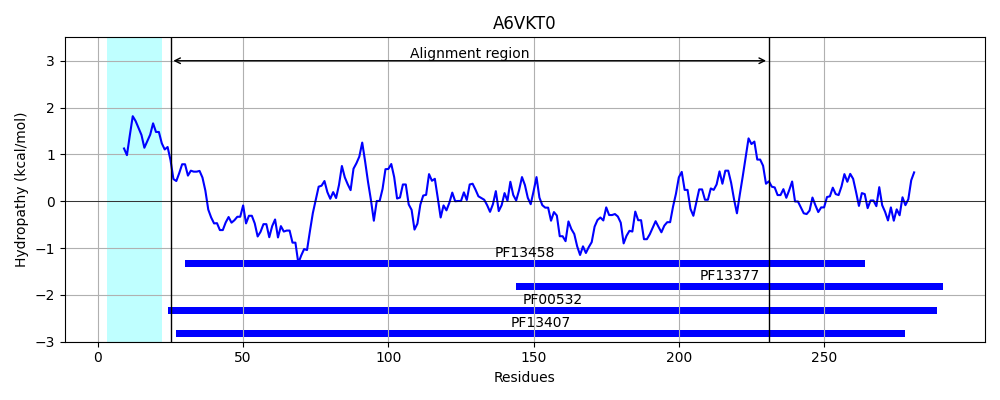 A6VKT0
Alignment region
Hydropathy (kcal/mol)
3
2
1
0
−1
−2
−3
PF13458
PF13377
PF00532
PF13407
0 50 100 150 200 250
Residues